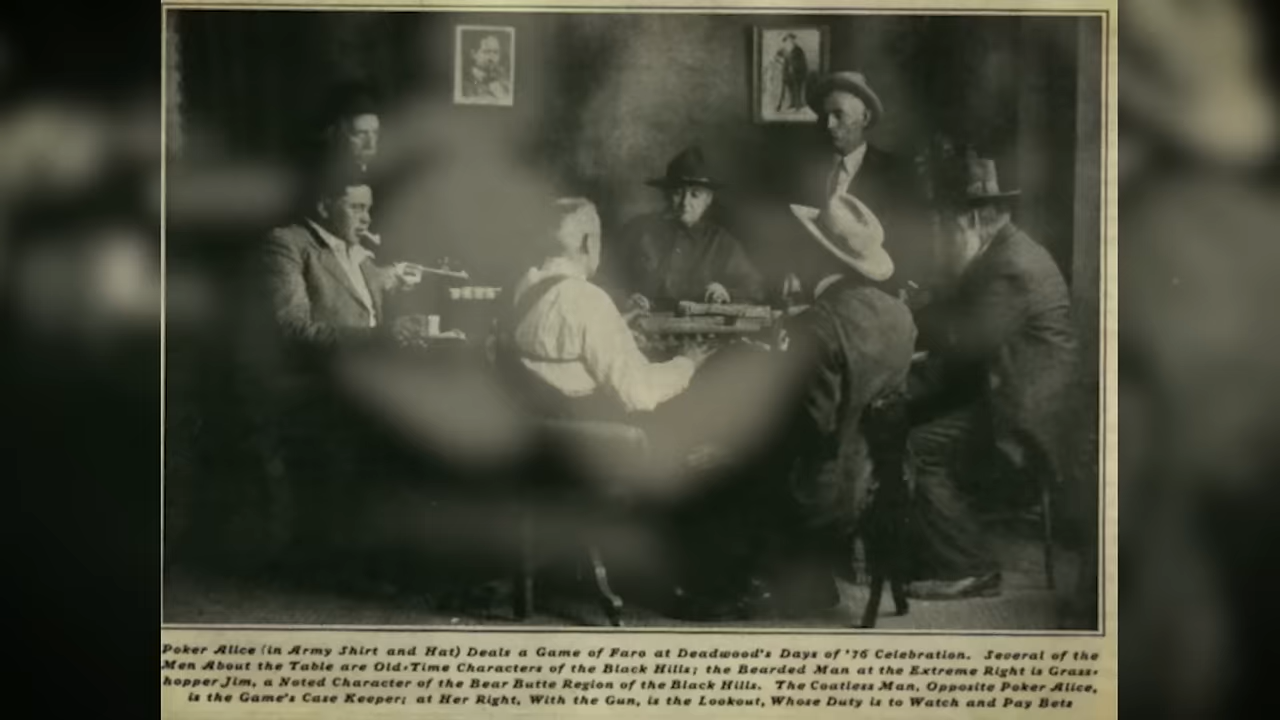 Poker Alice (in Army Shirt and Hat) Deals a Game of Faro at Deadwood's Days of '76 Celebration. Several of the
Men About the Table are Old-Time Characters of the Black Hills; the Bearded Man at the Extreme Right is Grass-
hopper Jim, a Noted Character of the Bear Butte Region of the Black Hills. The Coatless Man, Opposite Poker Alice,
is the Game's Case Keeper; at Her Right, With the Gun, is the Lookout, Whose Duty is to Watch and Pay Bets